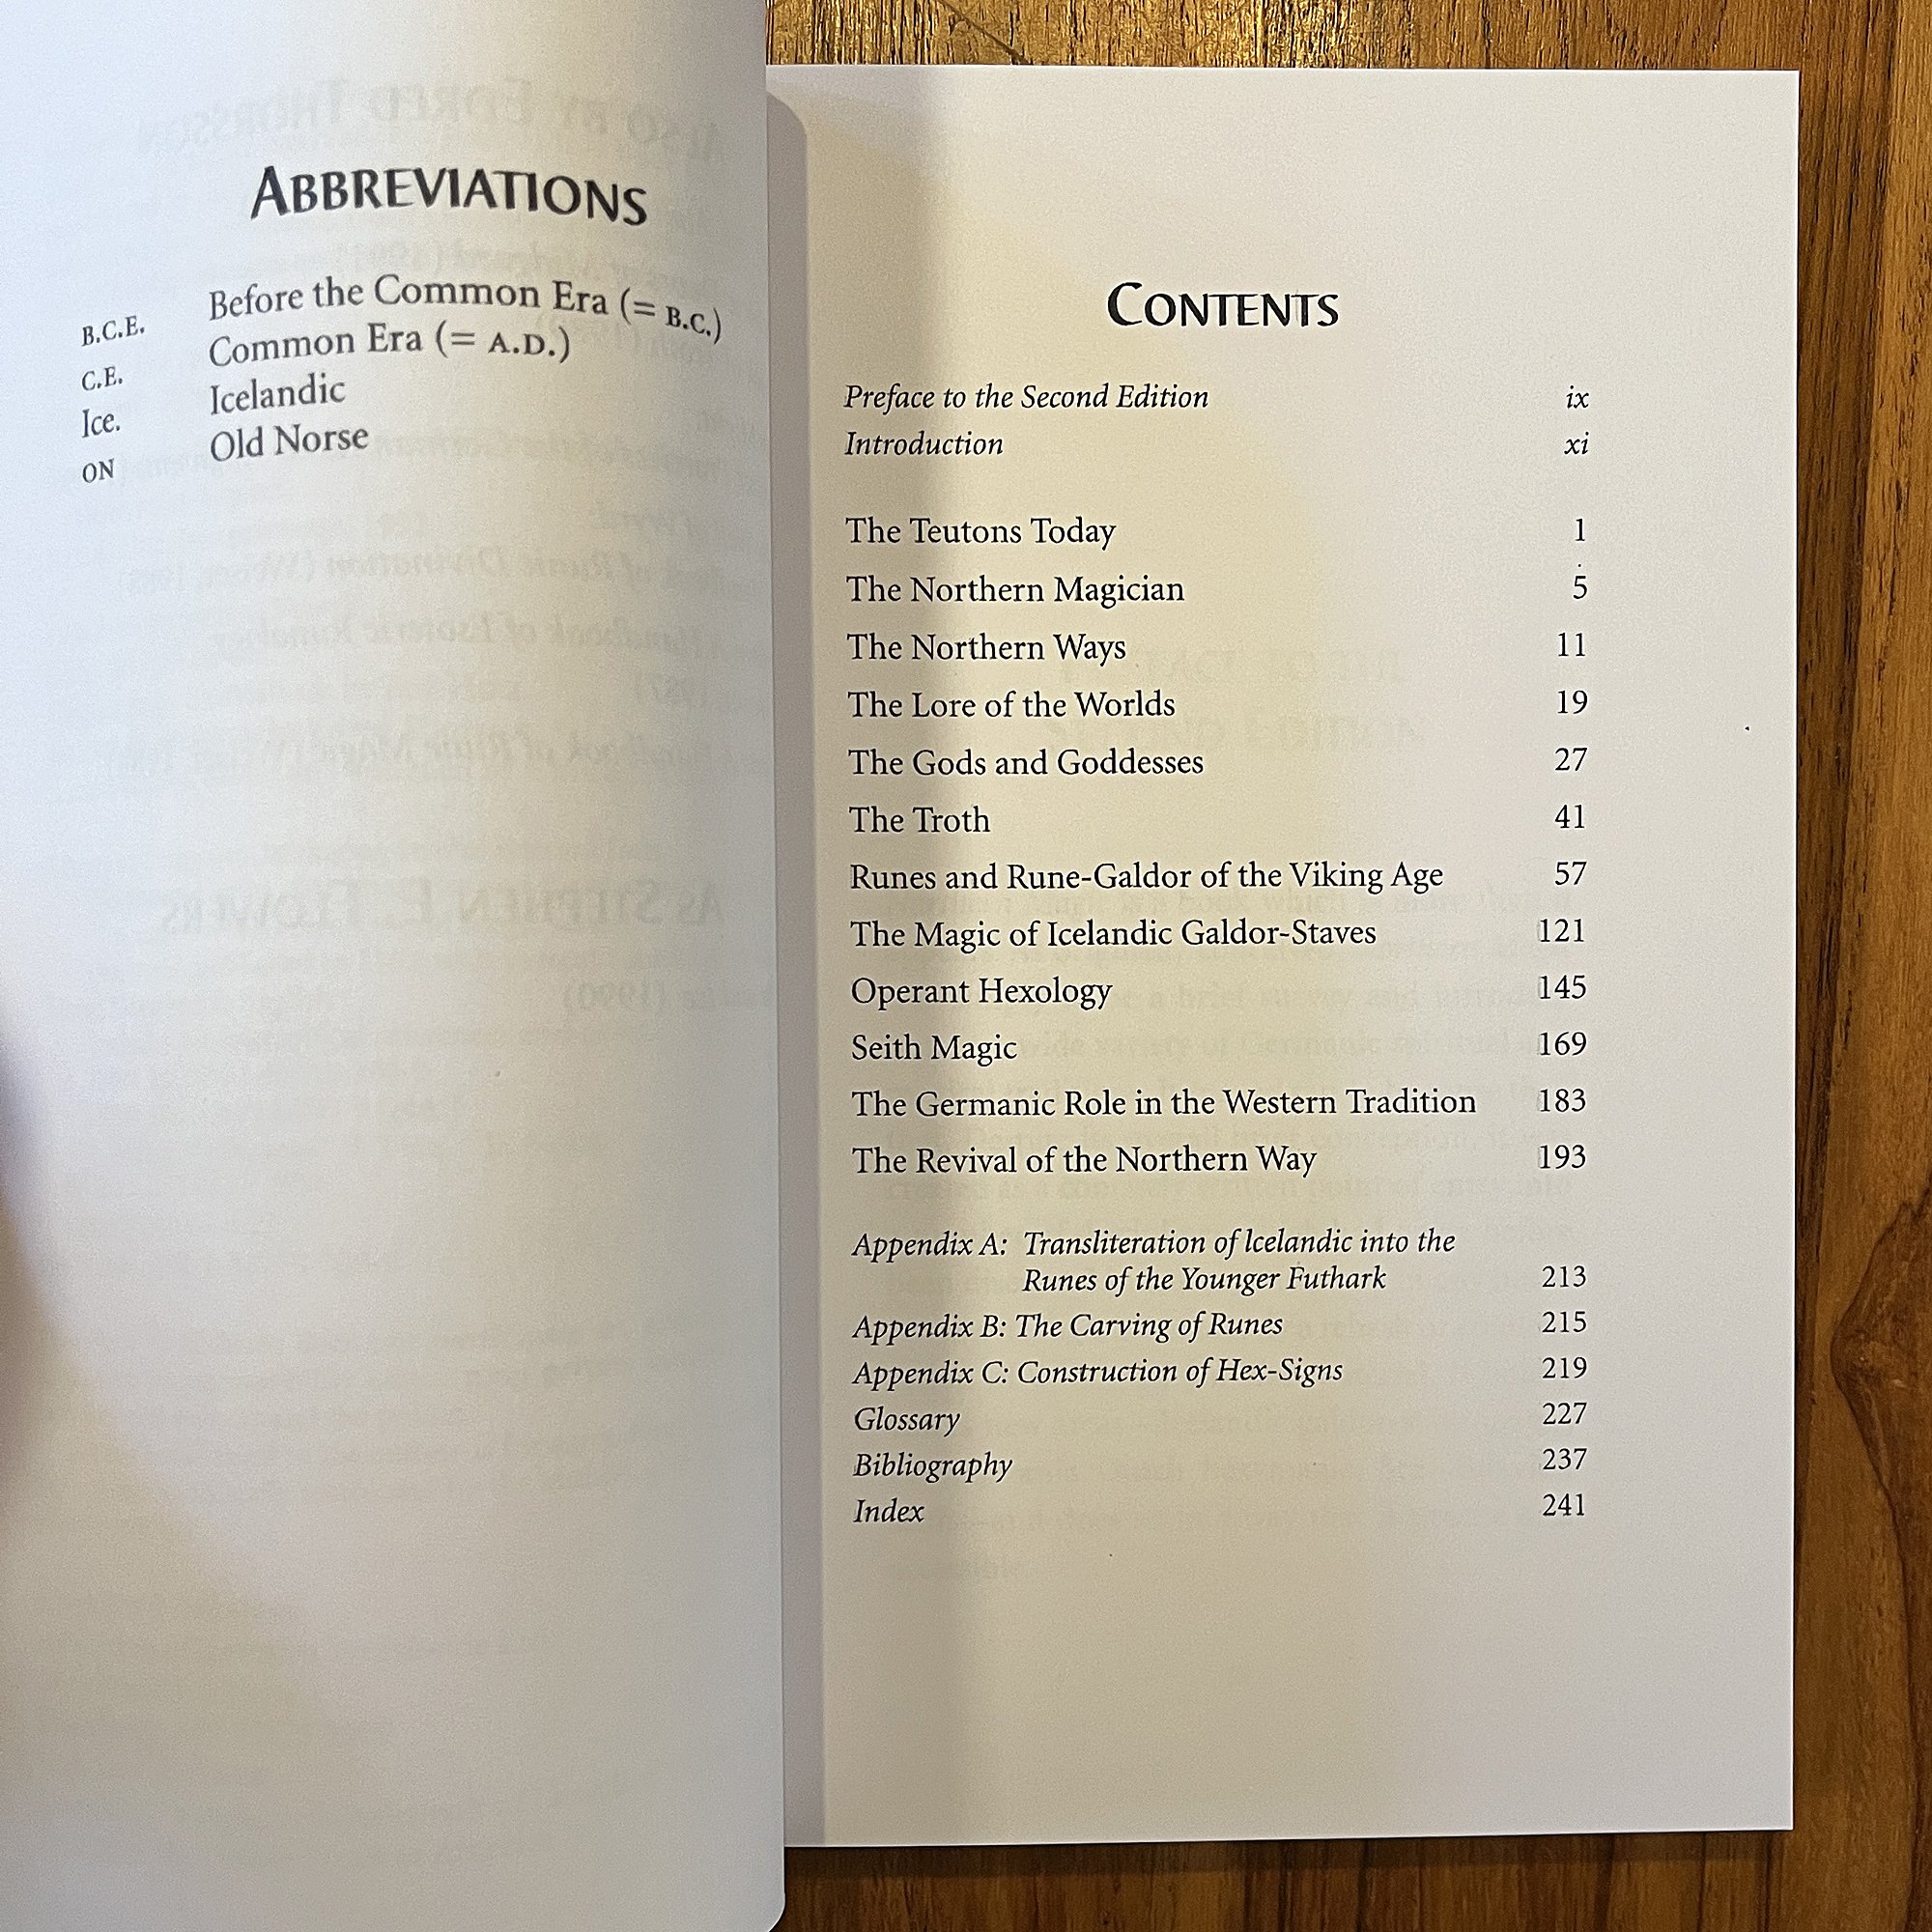 ABBREVIATIONS
B.C.E. Before the Common Era (= B.C.)
C.E. Common Era (= A.D.)
Ice. Icelandic
ON Old Norse
CONTENTS
Preface to the Second Edition ix
Introduction xi
The Teutons Today 1
The Northern Magician 5
The Northern Ways 11
The Lore of the Worlds 19
The Gods and Goddesses 27
The Troth 41
Runes and Rune-Galdor of the Viking Age 57
The Magic of Icelandic Galdor-Staves 121
Operant Hexology 145
Seith Magic 169
The Germanic Role in the Western Tradition 183
The Revival of the Northern Way 193
Appendix A: Transliteration of Icelandic into the
Runes of the Younger Futhark 213
Appendix B: The Carving of Runes 215
Appendix C: Construction of Hex-Signs 219
Glossary 227
Bibliography 237
Index 241